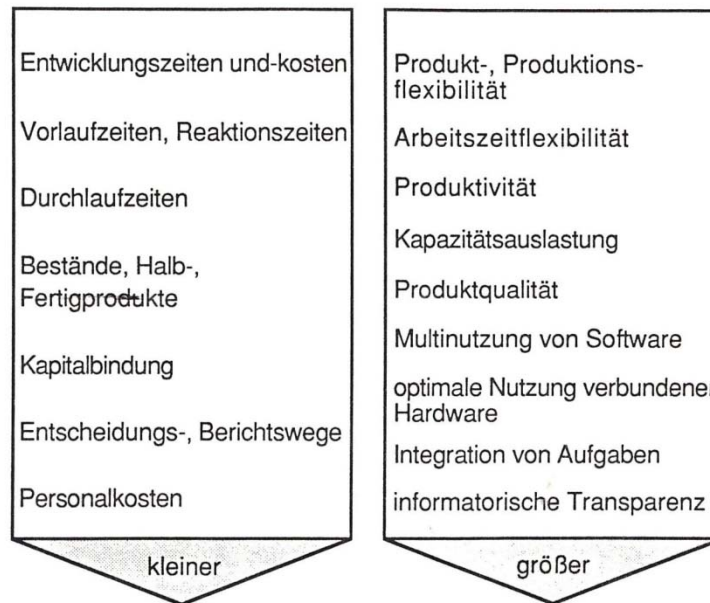 Entwicklungszeiten und-kosten
Vorlaufzeiten, Reaktionszeiten
Durchlaufzeiten
Bestände, Halb-,
Fertigprodukte
Kapitalbindung
Entscheidungs-, Berichtswege
Personalkosten
kleiner
Produkt-, Produktions-
flexibilität
Arbeitszeitflexibilität
Produktivität
Kapazitätsauslastung
Produktqualität
Multinutzung von Software
optimale Nutzung verbundener
Hardware
Integration von Aufgaben
informatorische Transparenz
größer